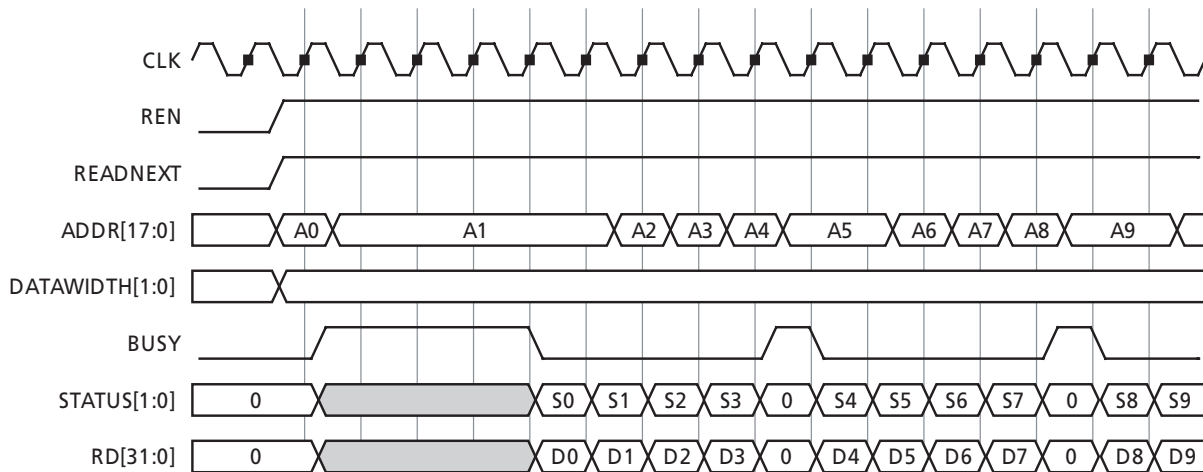 CLK
REN
READNEXT
ADDR[17:0] A0 A1 A2 A3 A4 A5 A6 A7 A8 A9
DATAWIDTH[1:0]
BUSY
STATUS[1:0] 0 S0 S1 S2 S3 0 S4 S5 S6 S7 0 S8 S9
RD[31:0] 0 D0 D1 D2 D3 0 D4 D5 D6 D7 0 D8 D9